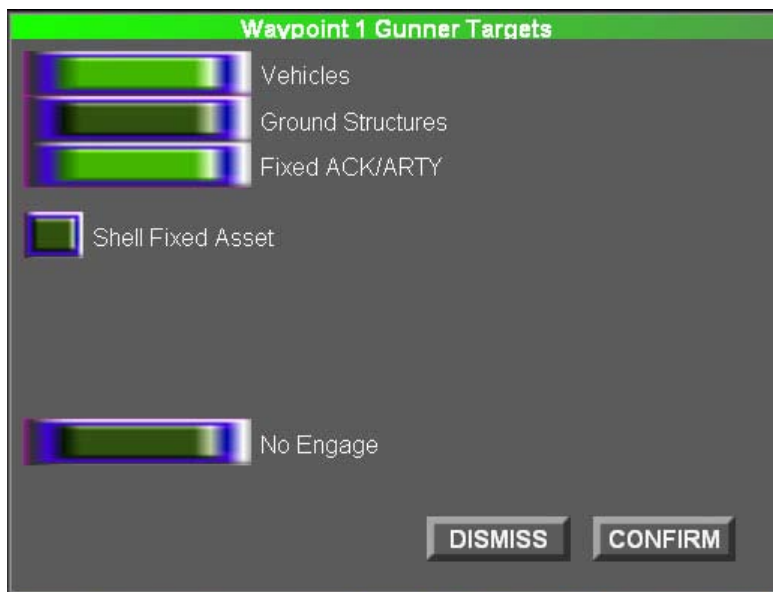 Waypoint 1 Gunner Targets
Vehicles
Ground Structures
Fixed ACK/ARTY
Shell Fixed Asset
No Engage
DISMISS CONFIRM